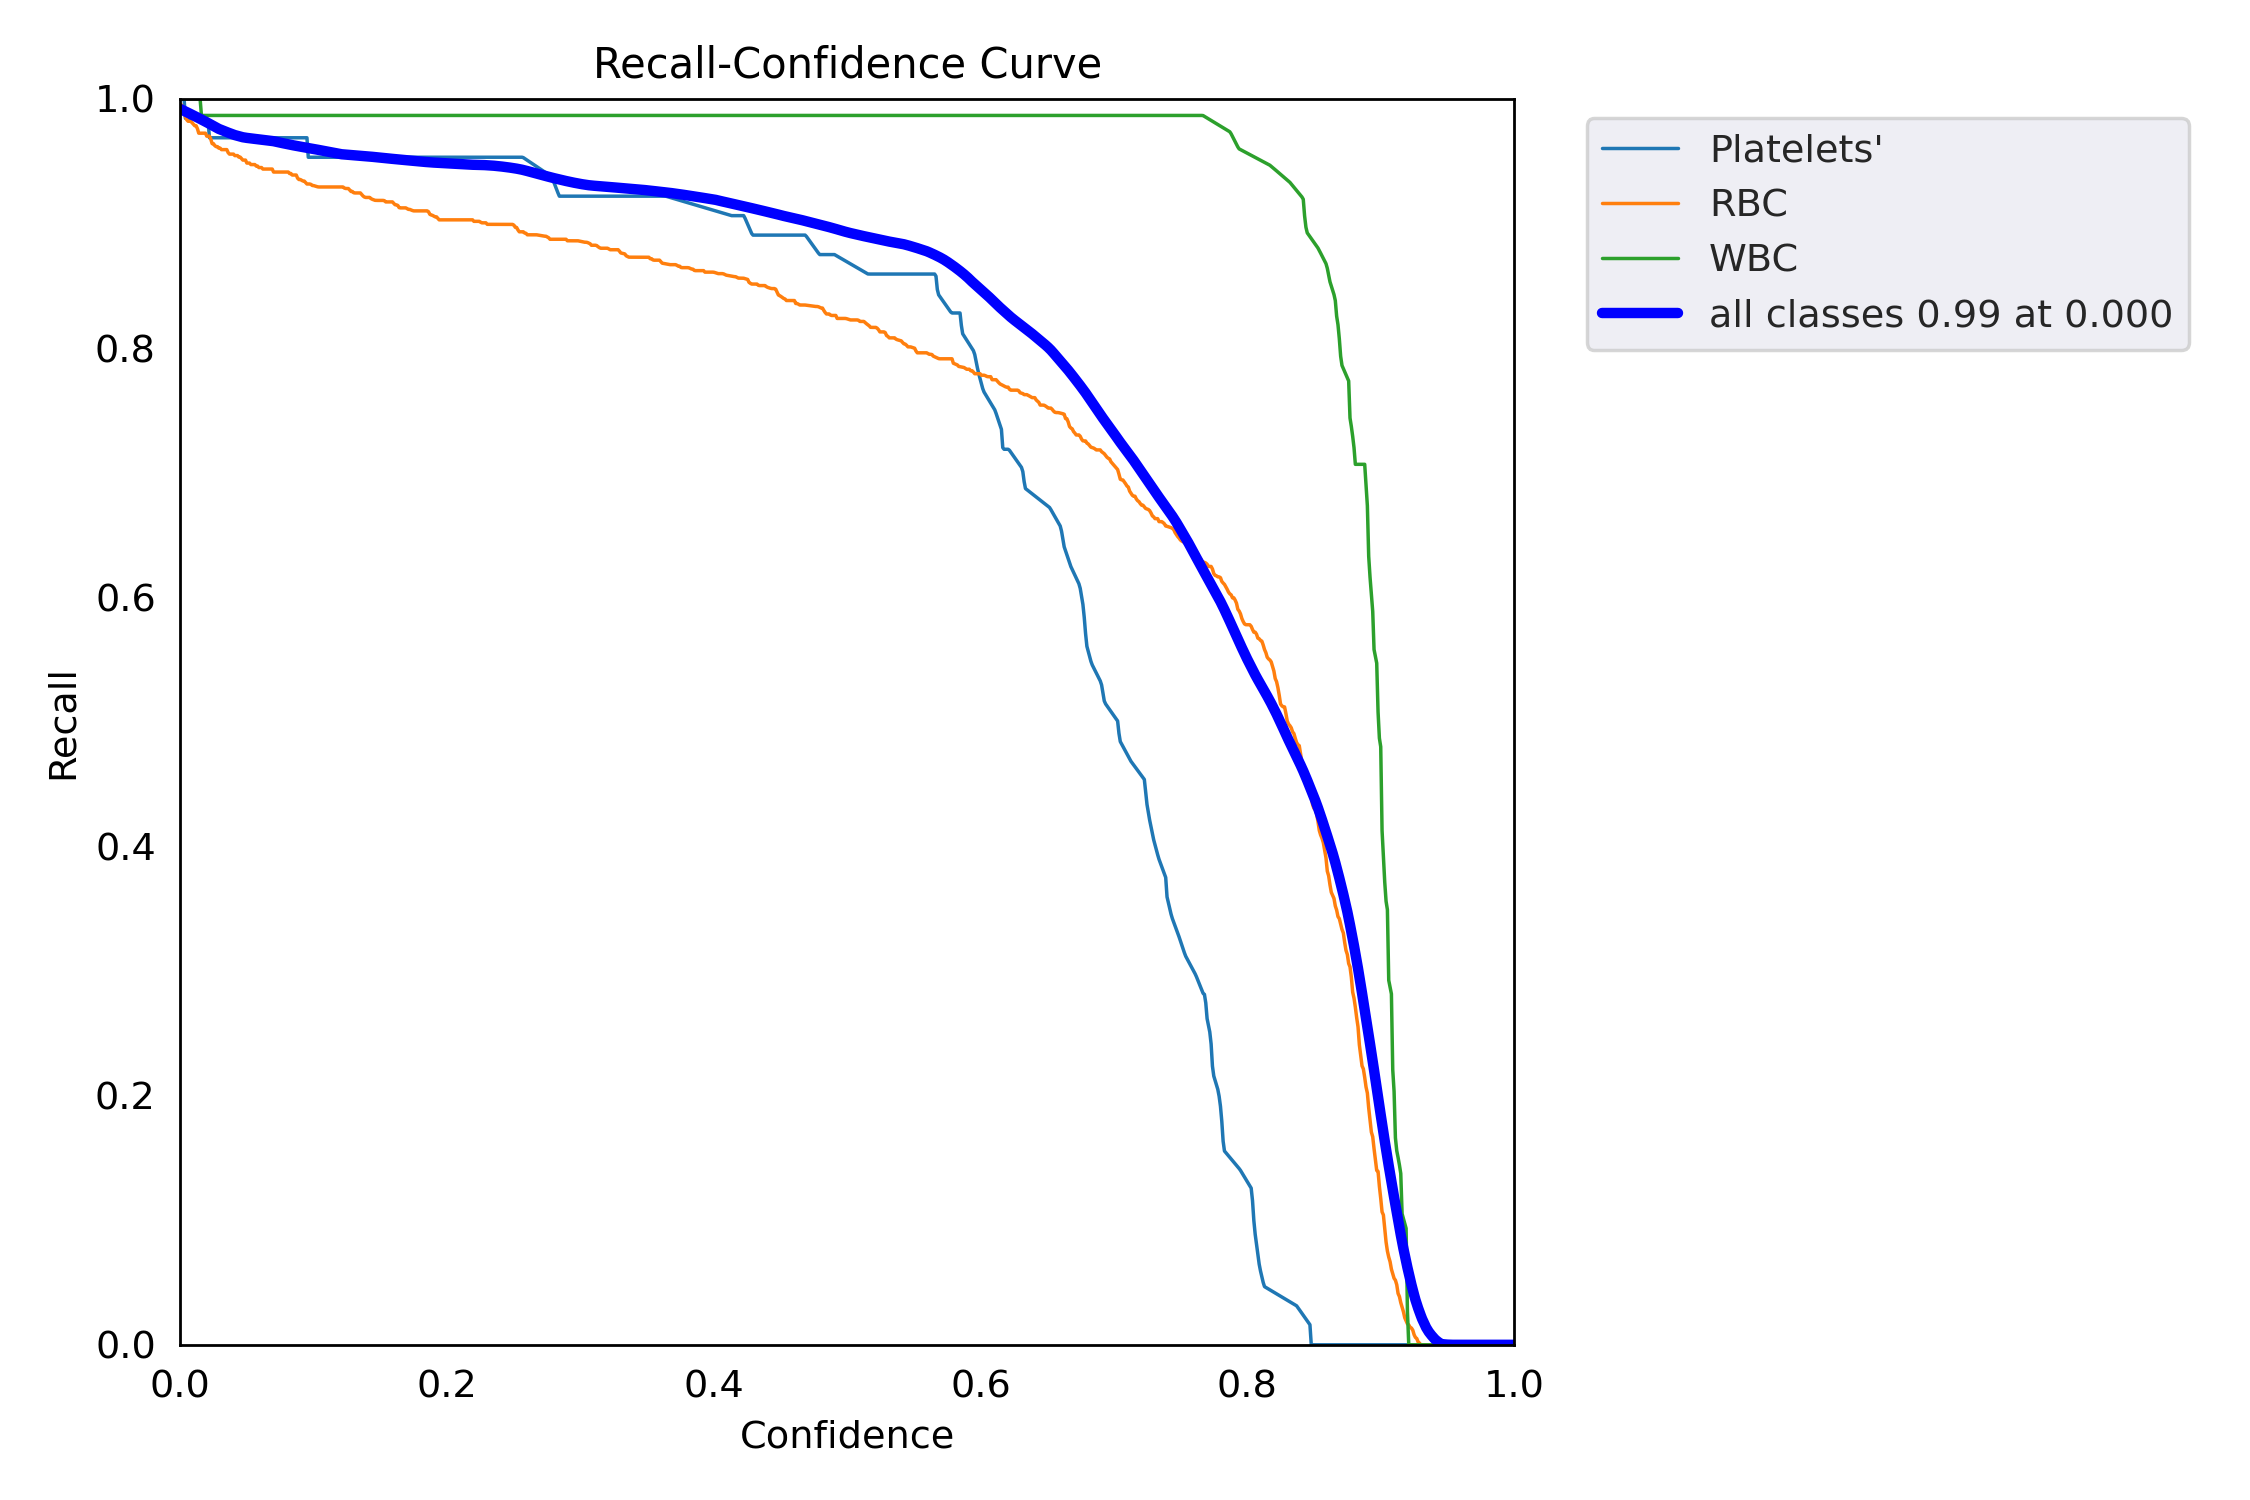 Recall-Confidence Curve
1.0
0.8
0.6
0.4
0.2
0.0
Recall
0.0 0.2 0.4 0.6 0.8 1.0
Confidence
Platelets'
RBC
WBC
all classes 0.99 at 0.000